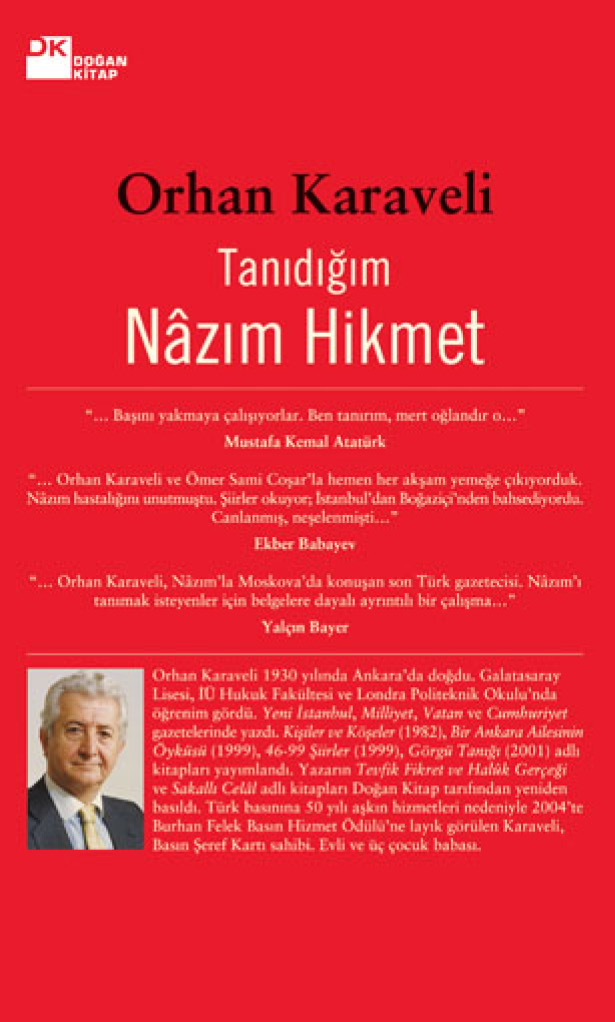 DK
DOĞAN
KİTAP
Orhan Karaveli
Tanıdığım
Nâzım Hikmet
“... Başını yakmaya çalışıyorlar. Ben tanırım, mert oğlandır o...”
Mustafa Kemal Atatürk
“... Orhan Karaveli ve Ömer Sami Coşar’la hemen her akşam yemeğe çıkıyorduk.
Nâzım hastalığını unutmuştu. Şiirler okuyor; İstanbul’dan Boğaziçi’nden bahsediyordu.
Canlanmış, neşelenmişti...”
Ekber Babayev
“... Orhan Karaveli, Nâzım’la Moskova’da konuşan son Türk gazetecisi. Nâzım’ı
tanımak isteyenler için belgelere dayalı ayrıntılı bir çalışma...”
Yalçın Bayer
Orhan Karaveli 1930 yılında Ankara’da doğdu. Galatasaray
Lisesi, İÜ Hukuk Fakültesi ve Londra Politeknik Okulu’nda
öğrenim gördü. Yeni İstanbul, Milliyet, Vatan ve Cumhuriyet
gazetelerinde yazdı. Kişiler ve Köşeler (1982), Bir Ankara Ailesinin
Öyküsü (1999), 46-99 Şiirler (1999), Görgü Tanığı (2001) adlı
kitapları yayımlandı. Yazarın Tevfik Fikret ve Halûk Gerçeği
ve Sakallı Celâl adlı kitapları Doğan Kitap tarıfından yeniden
basıldı. Türk basınına 50 yılı aşkın hizmetleri nedeniyle 2004’te
Burhan Felek Basın Hizmet Ödülü’ne layık görülen Karaveli,
Basın Şeref Kartı sahibi. Evli ve üç çocuk babası.